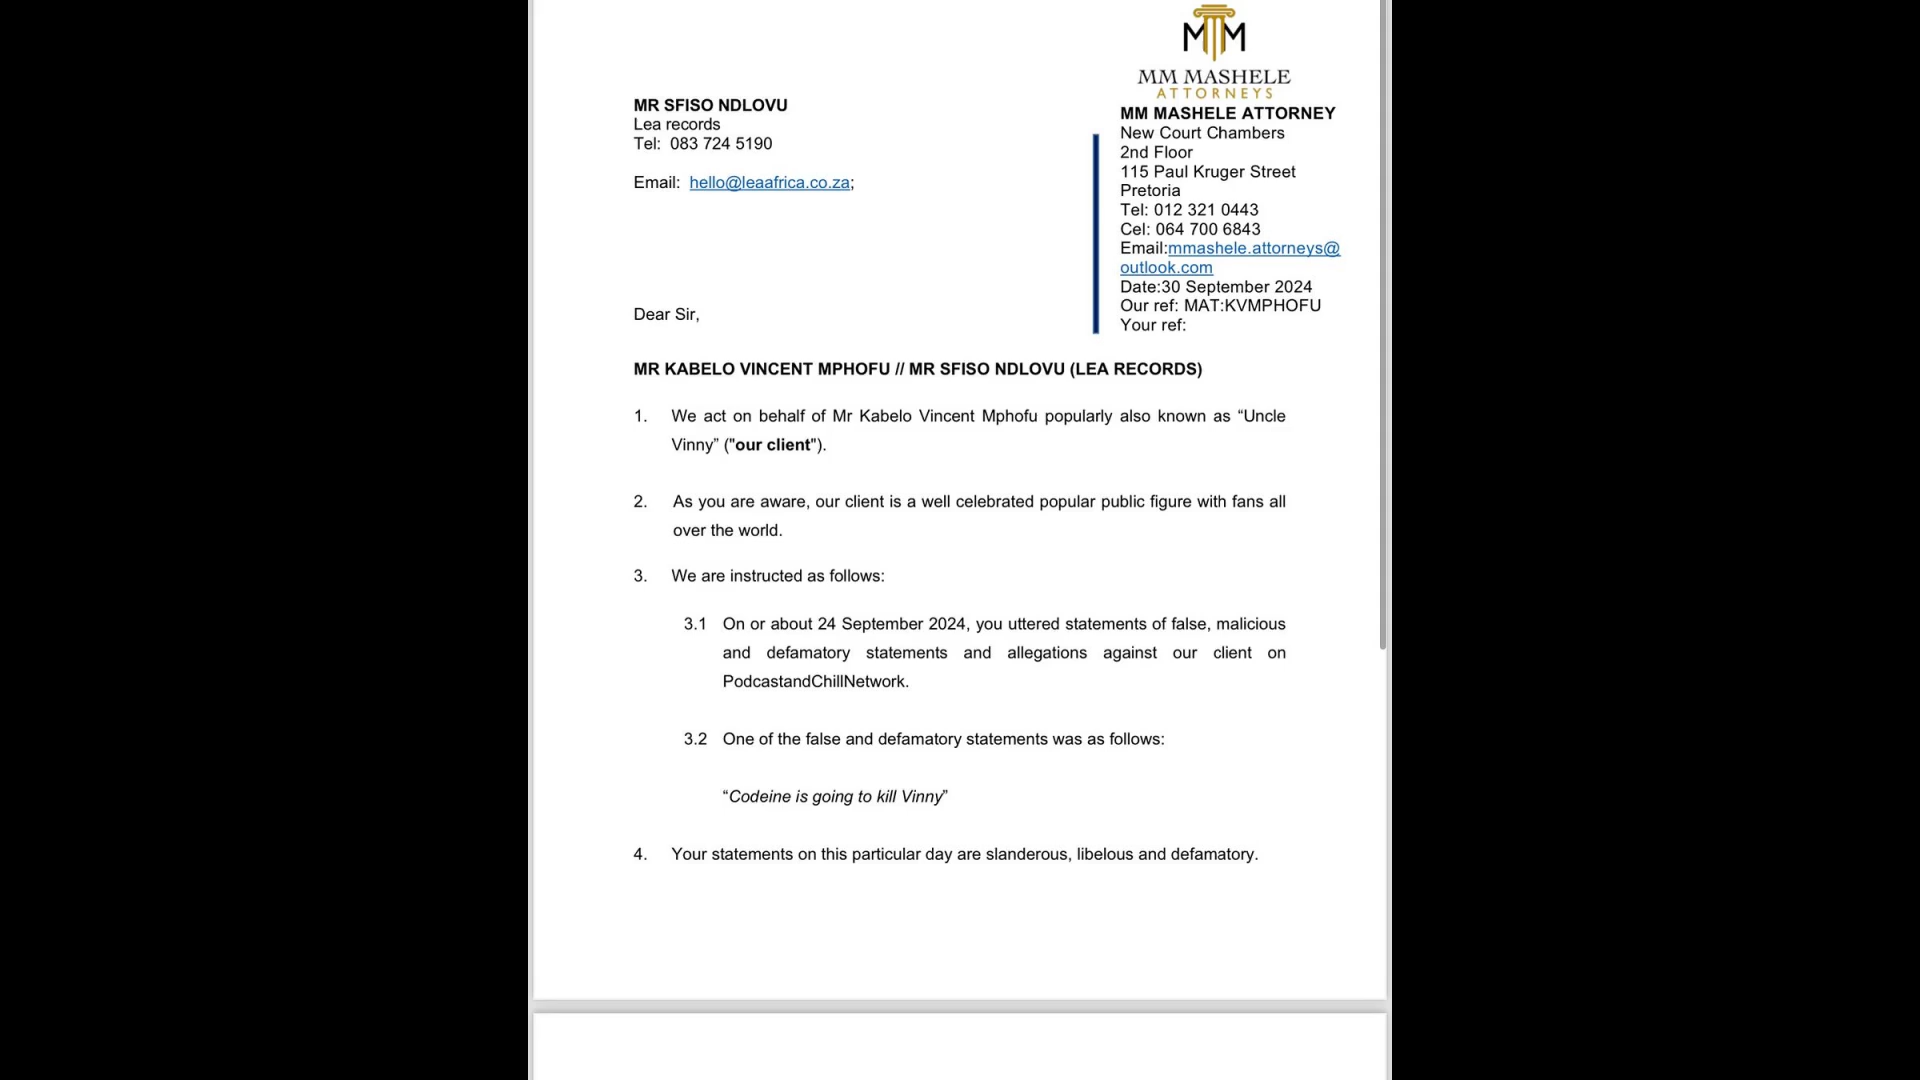 MM
MM MASHELE
ATTORNEYS
MR SFISO NDLOVU
Lea records
Tel: 083 724 5190
Email: hello@leaafrica.co.za;
MM MASHELE ATTORNEY
New Court Chambers
2nd Floor
115 Paul Kruger Street
Pretoria
Tel: 012 321 0443
Cel: 064 700 6843
Email:mmashele.attorneys@
outlook.com
Date:30 September 2024
Our ref: MAT:KVMPHOFU
Your ref:
Dear Sir,
MR KABELO VINCENT MPHOFU // MR SFISO NDLOVU (LEA RECORDS)
1. We act on behalf of Mr Kabelo Vincent Mphofu popularly also known as “Uncle
Vinny” ("our client").
2. As you are aware, our client is a well celebrated popular public figure with fans all
over the world.
3. We are instructed as follows:
3.1 On or about 24 September 2024, you uttered statements of false, malicious
and defamatory statements and allegations against our client on
PodcastandChillNetwork.
3.2 One of the false and defamatory statements was as follows:
“Codeine is going to kill Vinny”
4. Your statements on this particular day are slanderous, libelous and defamatory.